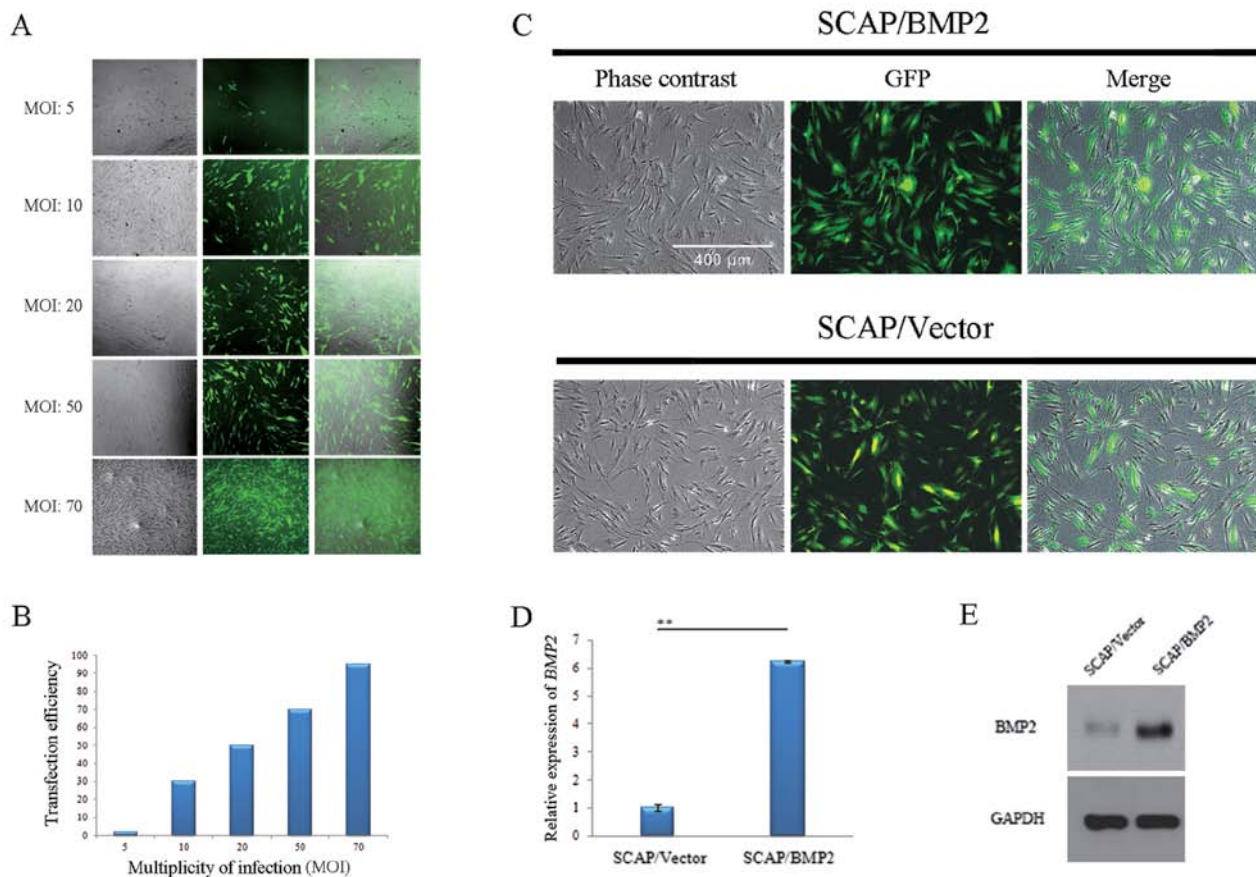 A
MOI: 5
MOI: 10
MOI: 20
MOI: 50
MOI: 70
B
Transfection efficiency
100
90
80
70
60
50
40
30
20
10
0
5 10 20 50 70
Multiplicity of infection (MOI)
C
SCAP/BMP2
Phase contrast GFP Merge
400 µm
SCAP/Vector
D
**
Relative expression of BMP2
7
6
5
4
3
2
1
0
SCAP/Vector SCAP/BMP2
E
SCAP/Vector SCAP/BMP2
BMP2
GAPDH